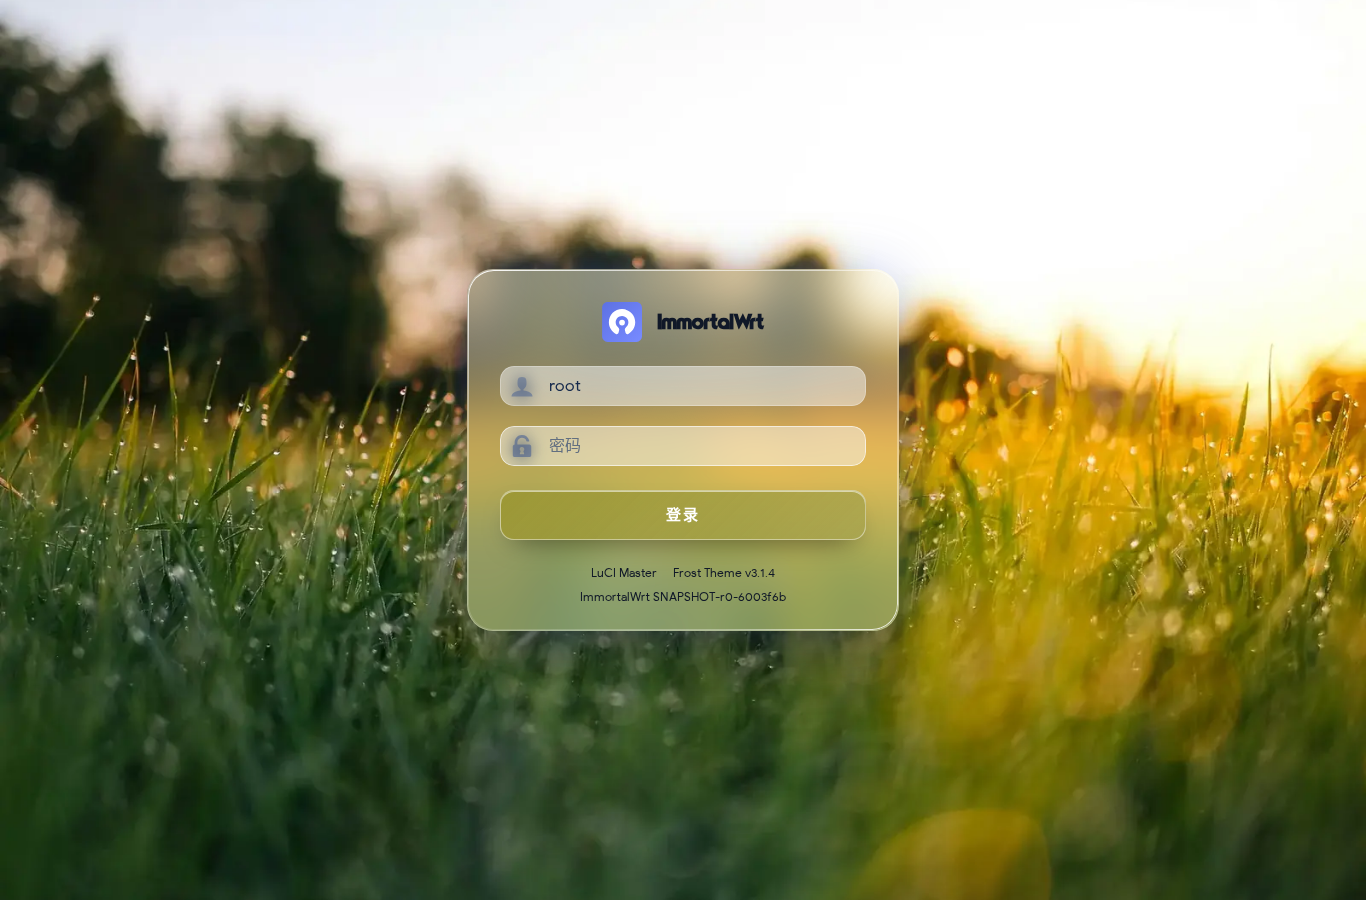 ImmortalWrt
root
密码
登录
LuCI Master Frost Theme v3.1.4
ImmortalWrt SNAPSHOT-r0-6003f6b